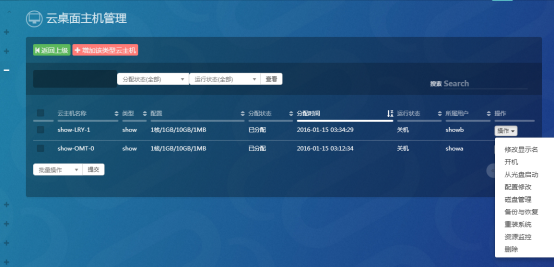 云桌面主机管理
返回上级 增加该类型云主机
分配状态(全部) 运行状态(全部) 查看
搜索 Search
云主机名称 类型 配置 分配状态 分配时间 运行状态 所属用户 操作
show-LRY-1 show 1核/1GB/10GB/1MB 已分配 2016-01-15 03:34:29 关机 showb 操作
show-OMT-0 show 1核/1GB/10GB/1MB 已分配 2016-01-15 03:12:34 关机 showa
批量操作 提交
修改显示名
开机
从光盘启动
配置修改
磁盘管理
备份与恢复
重装系统
资源监控
删除